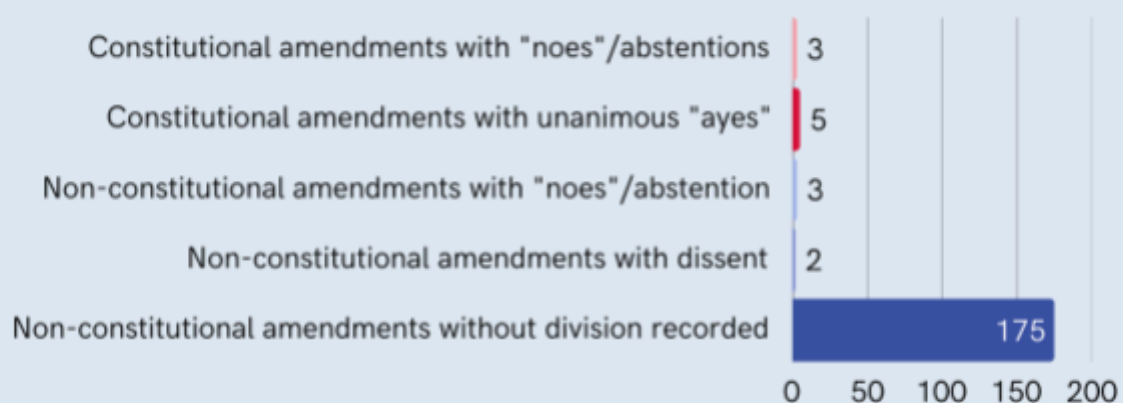 Constitutional amendments with "noes"/abstentions 3
Constitutional amendments with unanimous "ayes" 5
Non-constitutional amendments with "noes"/abstention 3
Non-constitutional amendments with dissent 2
Non-constitutional amendments without division recorded 175
0 50 100 150 200